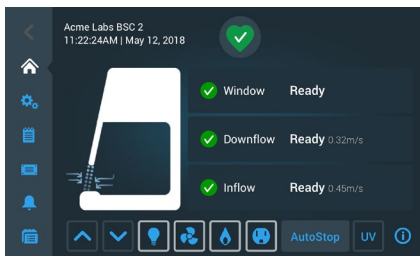 Acme Labs BSC 2
11:22:24AM | May 12, 2018
Window Ready
Downflow Ready 0.32m/s
Inflow Ready 0.45m/s
AutoStop UV